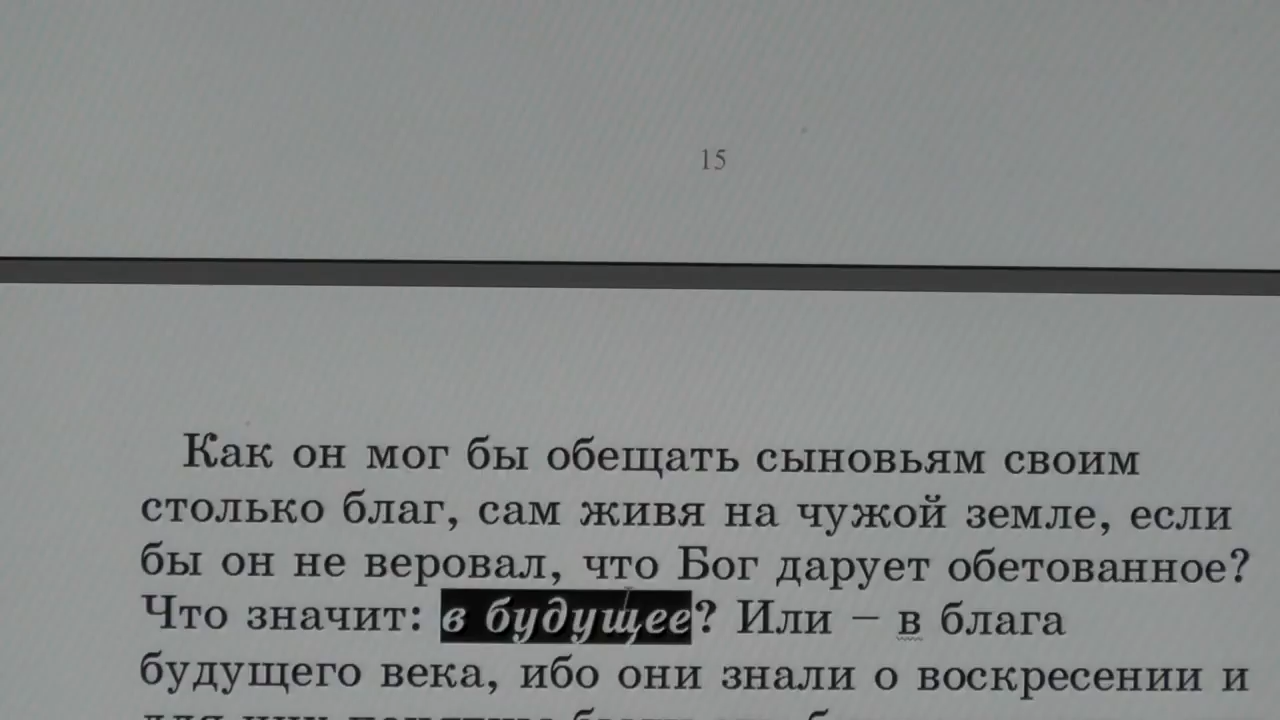 15
Как он мог бы обещать сыновьям своим
столько благ, сам живя на чужой земле, если
бы он не веровал, что Бог дарует обетованное?
Что значит: в будущее? Или – в блага
будущего века, ибо они знали о воскресении и